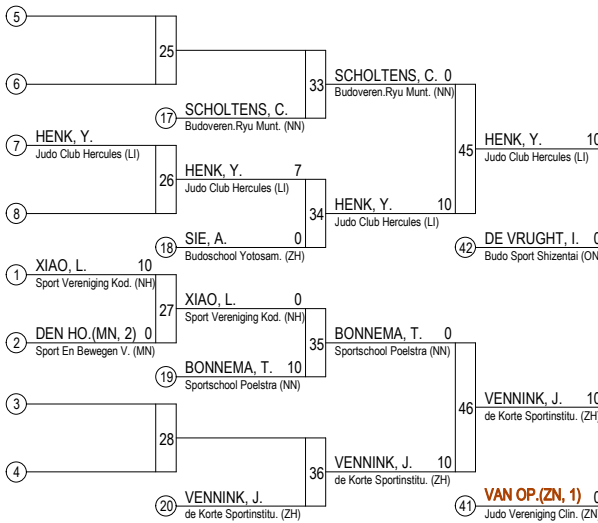 5
25
6
33
SCHOLTENS, C. 0
Budoveren.Ryu Munt. (NN)
17
SCHOLTENS, C.
Budoveren.Ryu Munt. (NN)
7
HENK, Y.
Judo Club Hercules (LI)
45
HENK, Y. 10
Judo Club Hercules (LI)
26
HENK, Y. 7
Judo Club Hercules (LI)
8
34
HENK, Y. 10
Judo Club Hercules (LI)
18
SIE, A. 0
Budoschool Yotosam. (ZH)
42
DE VRUGHT, I. 0
Budo Sport Shizentai (ON
1
XIAO, L. 10
Sport Vereniging Kod. (NH)
27
XIAO, L. 0
Sport Vereniging Kod. (NH)
2
DEN HO.(MN, 2) 0
Sport En Bewegen V. (MN)
35
BONNEMA, T. 0
Sportschool Poelstra (NN)
19
BONNEMA, T. 10
Sportschool Poelstra (NN)
3
46
VENNINK, J. 10
de Korte Sportinstitu. (ZH)
28
4
36
VENNINK, J. 10
de Korte Sportinstitu. (ZH)
20
VENNINK, J.
de Korte Sportinstitu. (ZH)
41
VAN OP.(ZN, 1) 0
Judo Vereniging Clin. (ZN